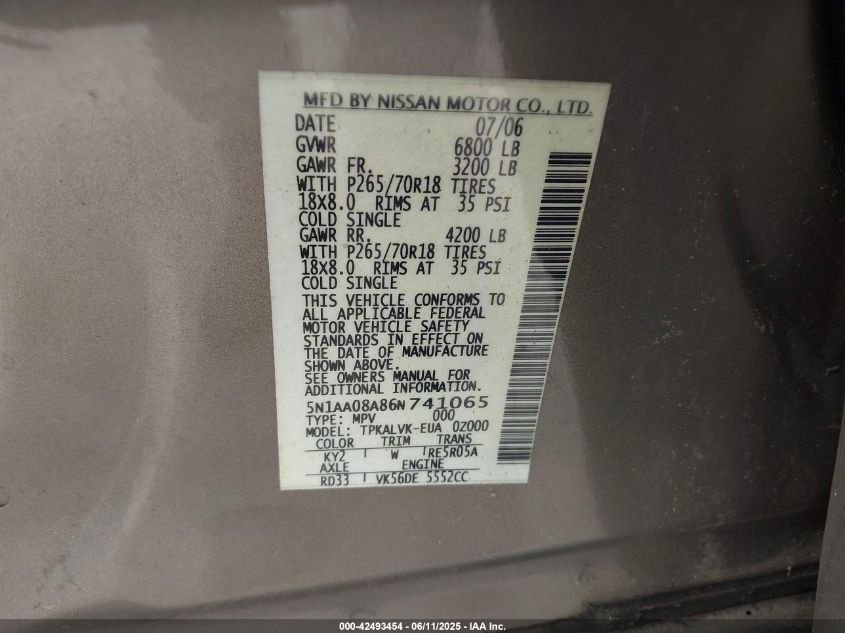 MFD BY NISSAN MOTOR CO., LTD.
DATE 07/06
GVWR 6800 LB
GAWR FR. 3200 LB
WITH P265/70R18 TIRES
18X8.0 RIMS AT 35 PSI
COLD SINGLE
GAWR RR. 4200 LB
WITH P265/70R18 TIRES
18X8.0 RIMS AT 35 PSI
COLD SINGLE
THIS VEHICLE CONFORMS TO
ALL APPLICABLE FEDERAL
MOTOR VEHICLE SAFETY
STANDARDS IN EFFECT ON
THE DATE OF MANUFACTURE
SHOWN ABOVE.
SEE OWNERS MANUAL FOR
ADDITIONAL INFORMATION.
5N1AA08A86N741065
TYPE: MPV 000
MODEL: TPKALVK-EUA 0Z000
COLOR TRIM TRANS
KY2 W RE5R05A
AXLE ENGINE
RD33 VK56DE 5552CC
000-42493454 - 06/11/2025 - IAA Inc.